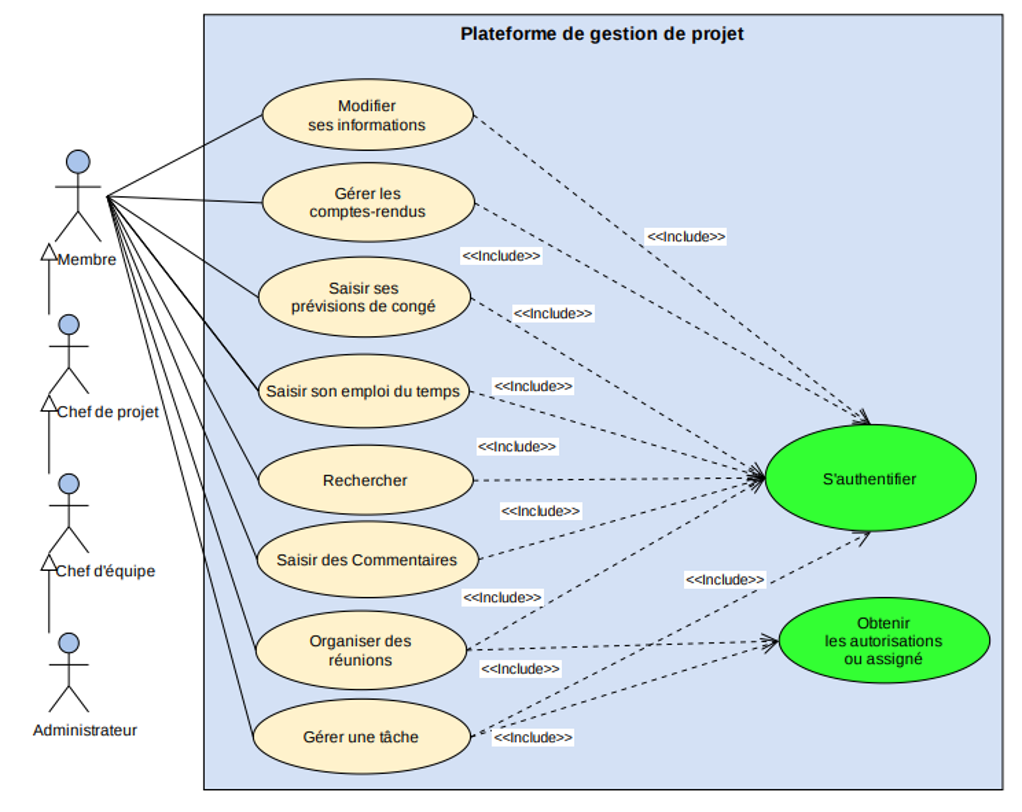 Plateforme de gestion de projet
Modifier
ses informations
Gérer les
comptes-rendus
<<Include>>
<<Include>>
Membre
Saisir ses
prévisions de congé
<<Include>>
Chef de projet
Saisir son emploi du temps
<<Include>>
<<Include>>
Rechercher
S'authentifier
<<Include>>
Saisir des Commentaires
Chef d'équipe
<<Include>>
<<Include>>
Organiser des
réunions
Obtenir
les autorisations
ou assigné
<<Include>>
Administrateur
Gérer une tâche
<<Include>>